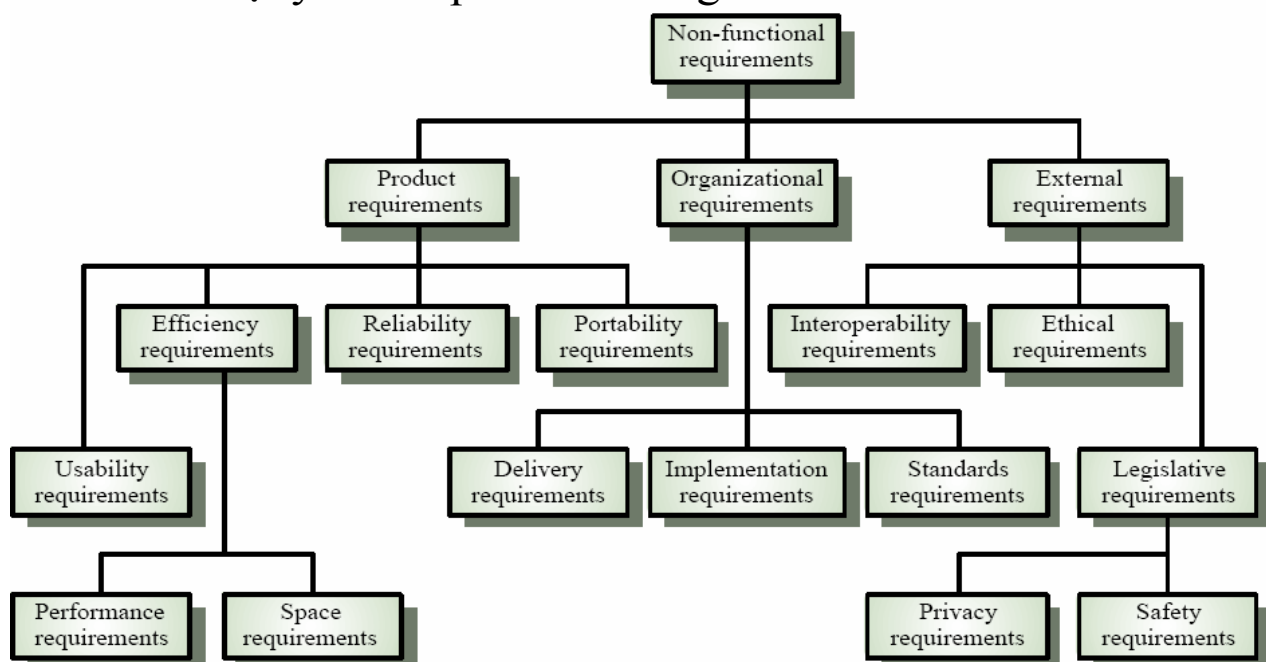 Non-functional
requirements
Product
requirements
Organizational
requirements
External
requirements
Efficiency
requirements
Reliability
requirements
Portability
requirements
Interoperability
requirements
Ethical
requirements
Usability
requirements
Delivery
requirements
Implementation
requirements
Standards
requirements
Legislative
requirements
Performance
requirements
Space
requirements
Privacy
requirements
Safety
requirements